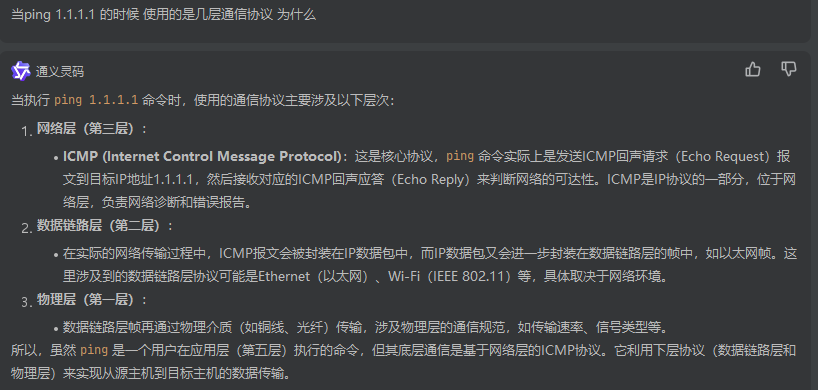 当ping 1.1.1.1 的时候 使用的是几层通信协议 为什么
通义灵码
当执行 ping 1.1.1.1 命令时，使用的通信协议主要涉及以下层次：
1. 网络层（第三层）：
• ICMP (Internet Control Message Protocol)：这是核心协议，ping 命令实际上是发送ICMP回声请求（Echo Request）报
文到目标IP地址1.1.1.1，然后接收对应的ICMP回声应答（Echo Reply）来判断网络的可达性。ICMP是IP协议的一部分，位于网
络层，负责网络诊断和错误报告。
2. 数据链路层（第二层）：
• 在实际的网络传输过程中，ICMP报文会被封装在IP数据包中，而IP数据包又会进一步封装在数据链路层的帧中，如以太网帧。这
里涉及到的数据链路层协议可能是Ethernet（以太网）、Wi-Fi（IEEE 802.11）等，具体取决于网络环境。
3. 物理层（第一层）：
• 数据链路层帧再通过物理介质（如铜线、光纤）传输，涉及物理层的通信规范，如传输速率、信号类型等。
所以，虽然 ping 是一个用户在应用层（第五层）执行的命令，但其底层通信是基于网络层的ICMP协议。它利用下层协议（数据链路层和
物理层）来实现从源主机到目标主机的数据传输。